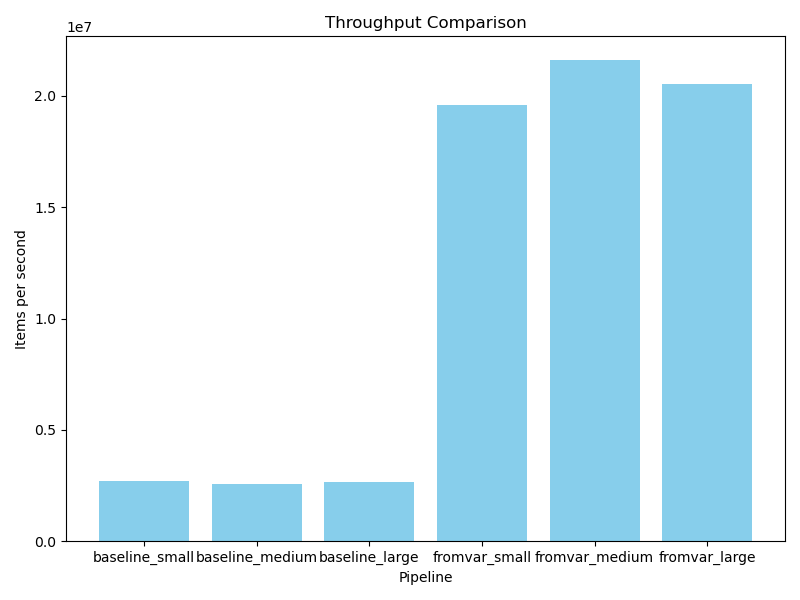 Throughput Comparison
1e7
2.0
1.5
1.0
0.5
0.0
Items per second
baseline_small baseline_medium baseline_large fromvar_small fromvar_medium fromvar_large
Pipeline